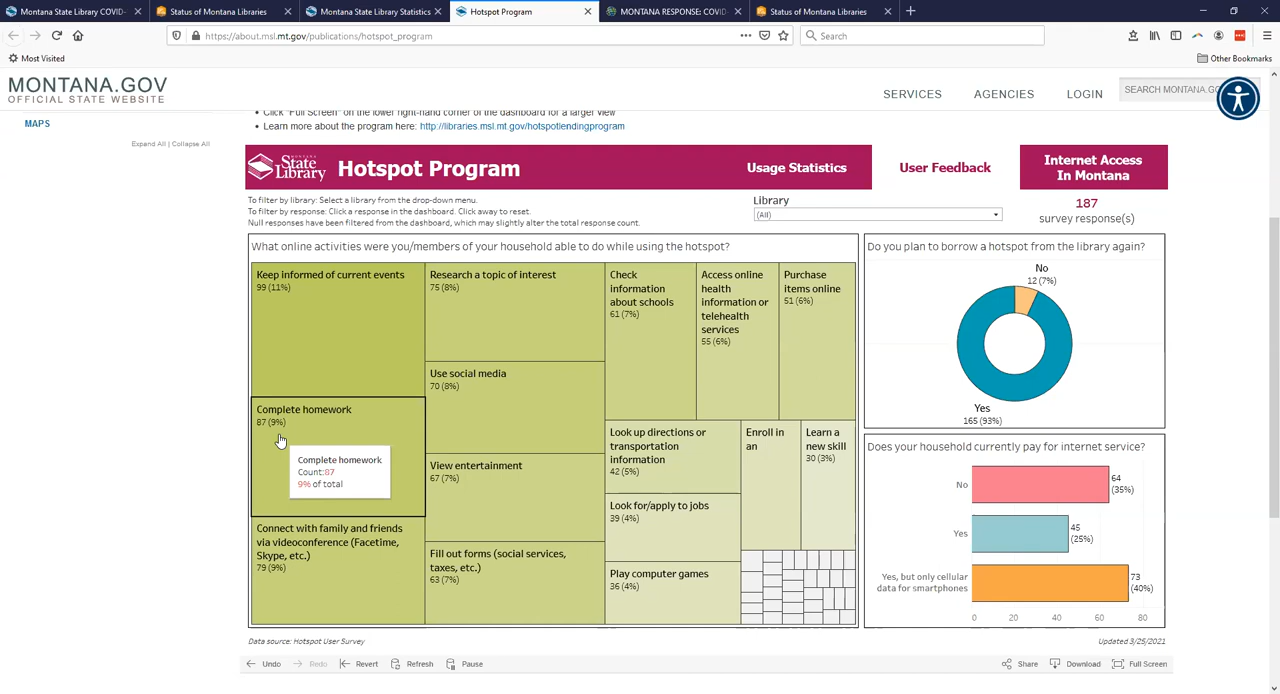 Montana State Library COVID-
Status of Montana Libraries
Montana State Library Statistics
Hotspot Program
MONTANA RESPONSE: COVID
Status of Montana Libraries
https://about.msl.mt.gov/publications/hotspot_program
Search
Most Visited
Other Bookmarks
MONTANA.GOV
OFFICIAL STATE WEBSITE
SERVICES
AGENCIES
LOGIN
SEARCH MONTANA.GO
MAPS
Expand All | Collapse All
• Click "Full Screen" on the lower right-hand corner of the dashboard for a larger view
• Learn more about the program here: http://libraries.msl.mt.gov/hotspotlendingprogram
MONTANA
State
Library
Hotspot Program
Usage Statistics
User Feedback
Internet Access
In Montana
To filter by library: Select a library from the drop-down menu.
To filter by response: Click a response in the dashboard. Click away to reset.
Null responses have been filtered from the dashboard, which may slightly alter the total response count.
Library
(All)
187
survey response(s)
What online activities were you/members of your household able to do while using the hotspot?
Keep informed of current events
99 (11%)
Complete homework
87 (9%)
Complete homework
Count:87
9% of total
Connect with family and friends
via videoconference (Facetime,
Skype, etc.)
79 (9%)
Research a topic of interest
75 (8%)
Use social media
70 (8%)
View entertainment
67 (7%)
Fill out forms (social services,
taxes, etc.)
63 (7%)
Check
information
about schools
61 (7%)
Access online
health
information or
telehealth
services
55 (6%)
Purchase
items online
51 (6%)
Look up directions or
transportation
information
42 (5%)
Look for/apply to jobs
39 (4%)
Play computer games
36 (4%)
Enroll in
an
Learn a
new skill
30 (3%)
Do you plan to borrow a hotspot from the library again?
No
12 (7%)
Yes
165 (93%)
Does your household currently pay for internet service?
No
64
(35%)
Yes
45
(25%)
Yes, but only cellular
data for smartphones
73
(40%)
0 20 40 60 80
Data source: Hotspot User Survey
Updated 3/25/2021
Undo
Redo
Revert
Refresh
Pause
Share
Download
Full Screen